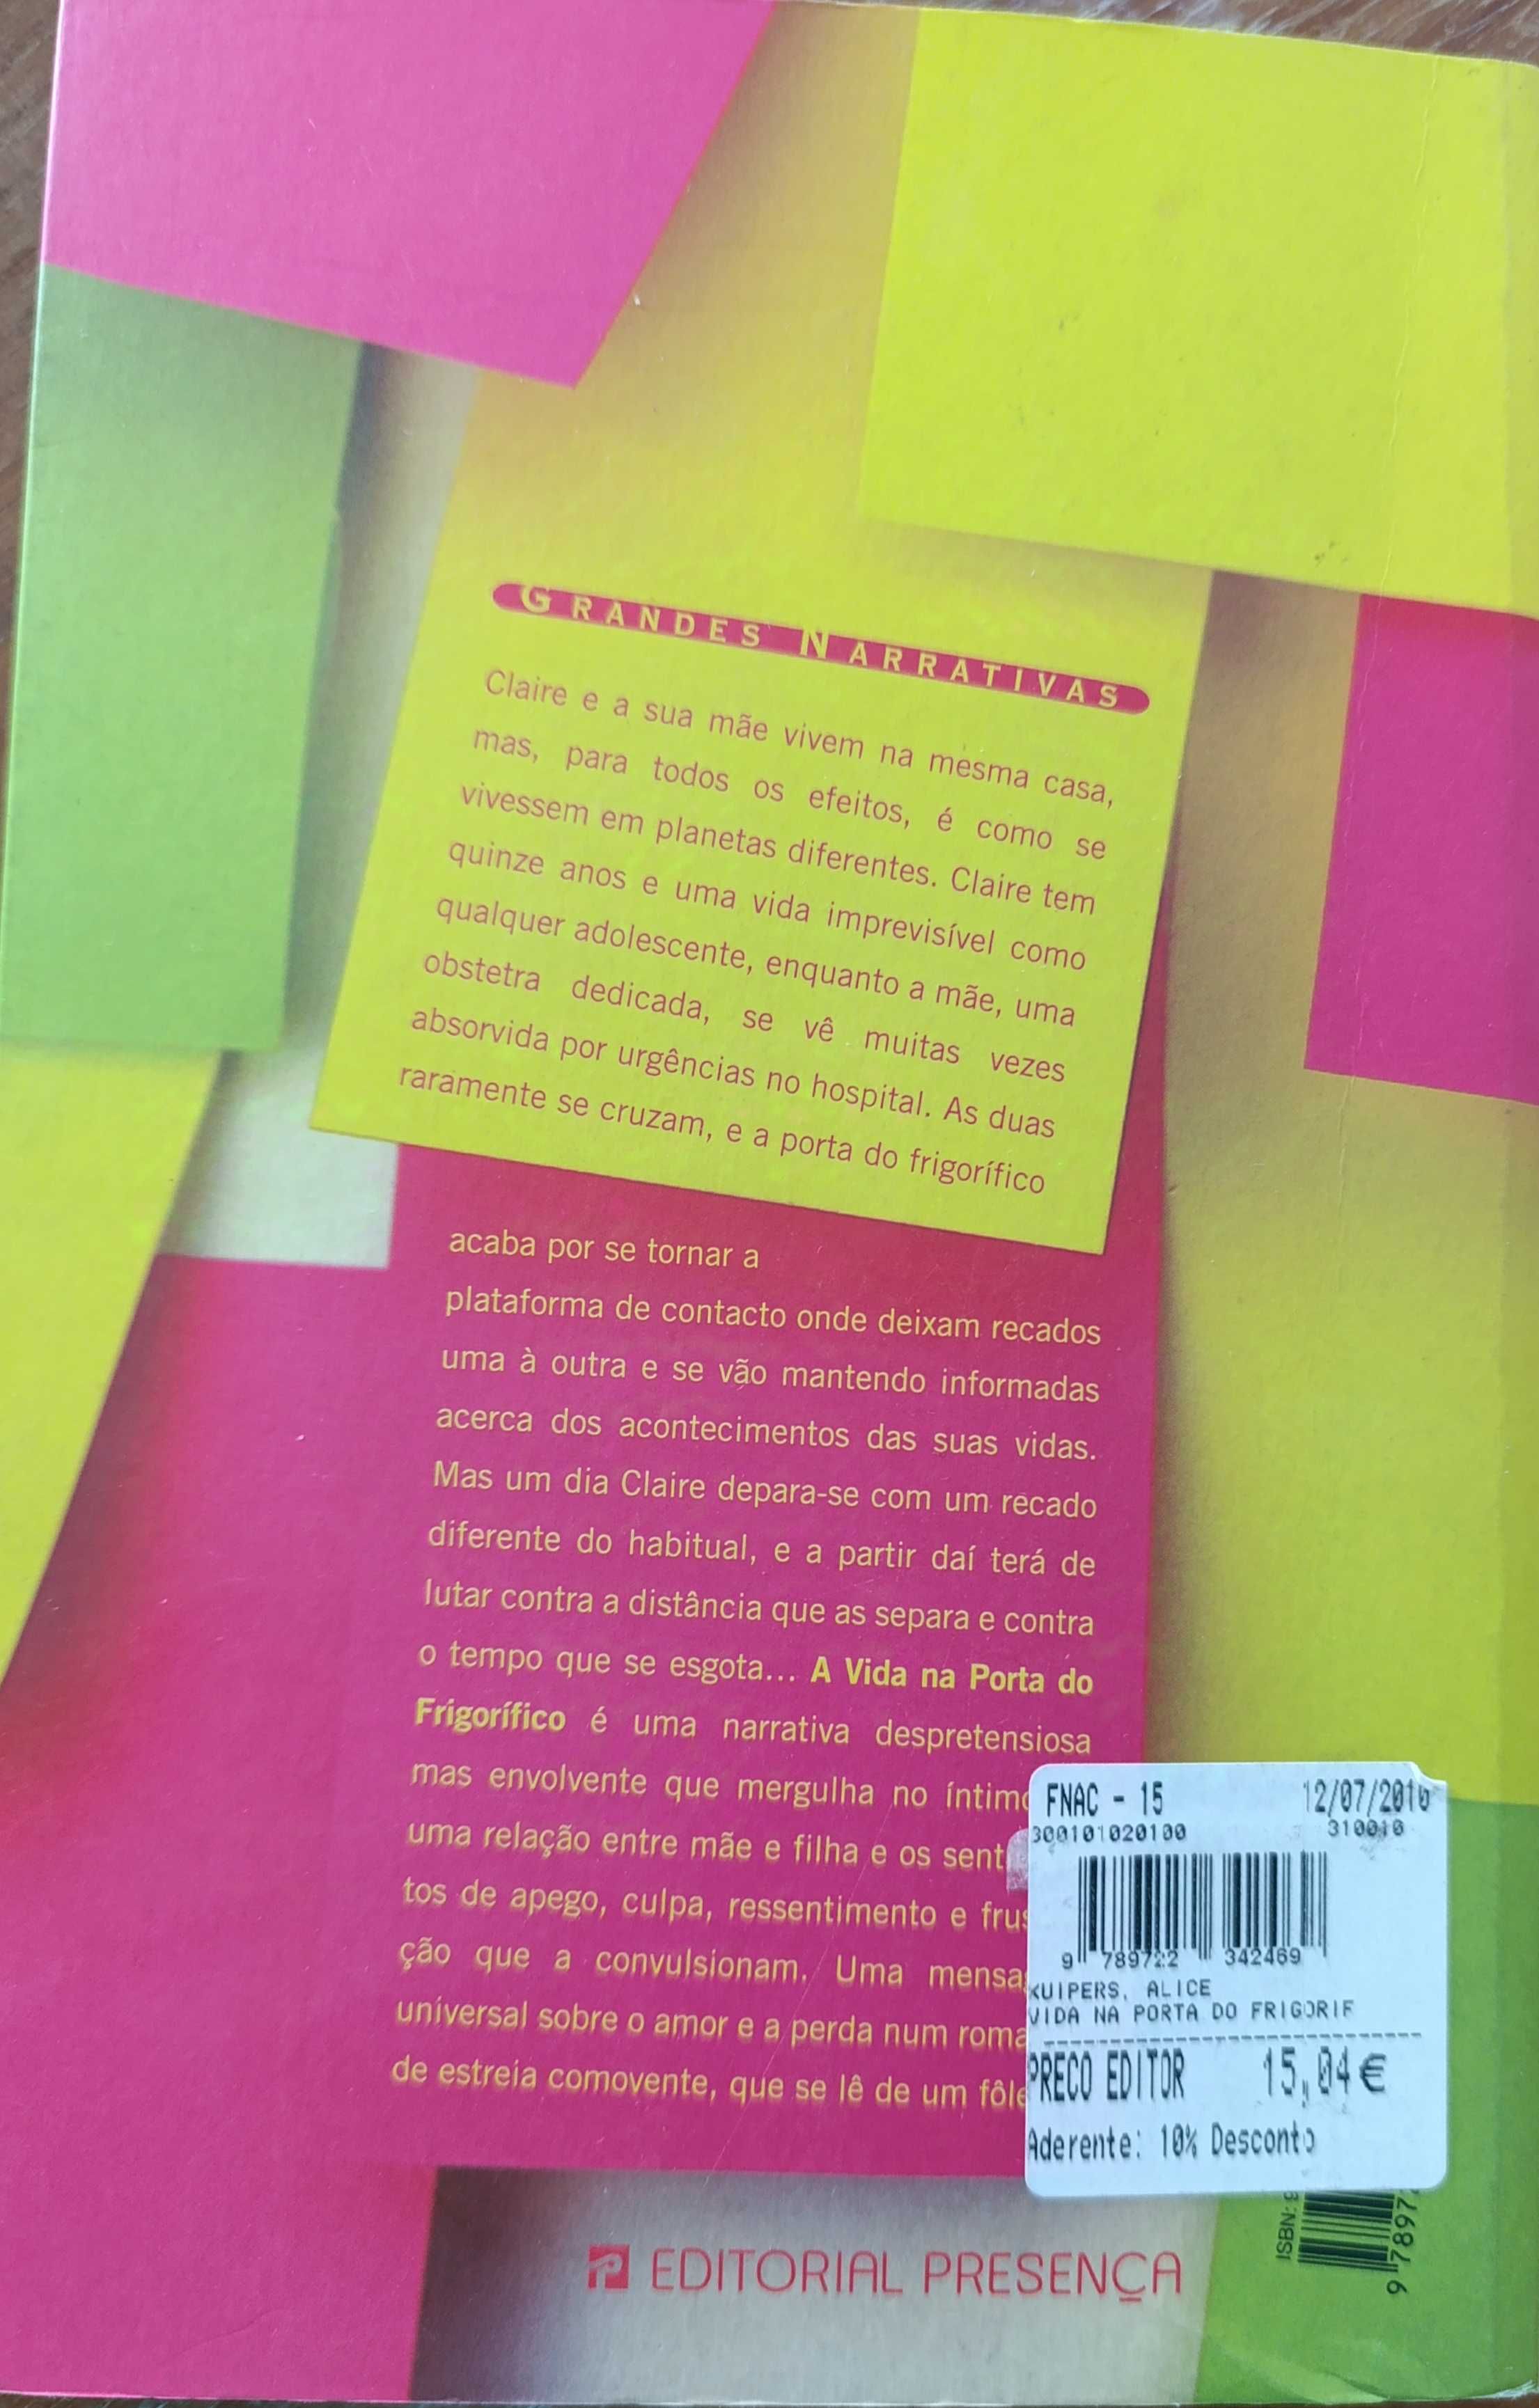 GRANDES NARRATIVAS
Claire e a sua mãe vivem na mesma casa,
mas, para todos os efeitos, é como se
vivessem em planetas diferentes. Claire tem
quinze anos e uma vida imprevisível como
qualquer adolescente, enquanto a mãe, uma
obstetra dedicada, se vê muitas vezes
absorvida por urgências no hospital. As duas
raramente se cruzam, e a porta do frigorífico
acaba por se tornar a
plataforma de contacto onde deixam recados
uma à outra e se vão mantendo informadas
acerca dos acontecimentos das suas vidas.
Mas um dia Claire depara-se com um recado
diferente do habitual, e a partir daí terá de
lutar contra a distância que as separa e contra
o tempo que se esgota... A Vida na Porta do
Frigorífico é uma narrativa despretensiosa
mas envolvente que mergulha no íntimo
uma relação entre mãe e filha e os sent
tos de apego, culpa, ressentimento e frus
ção que a convulsionam. Uma mensa
universal sobre o amor e a perda num roma
de estreia comovente, que se lê de um fôle
FNAC - 15 12/07/2010
300101020100 310010
9 789722 342469
KUIPERS, ALICE
VIDA NA PORTA DO FRIGORIF
PRECO EDITOR 15,04€
Aderente: 10% Desconto
ISBN: 9
9 7897
EDITORIAL PRESENÇA